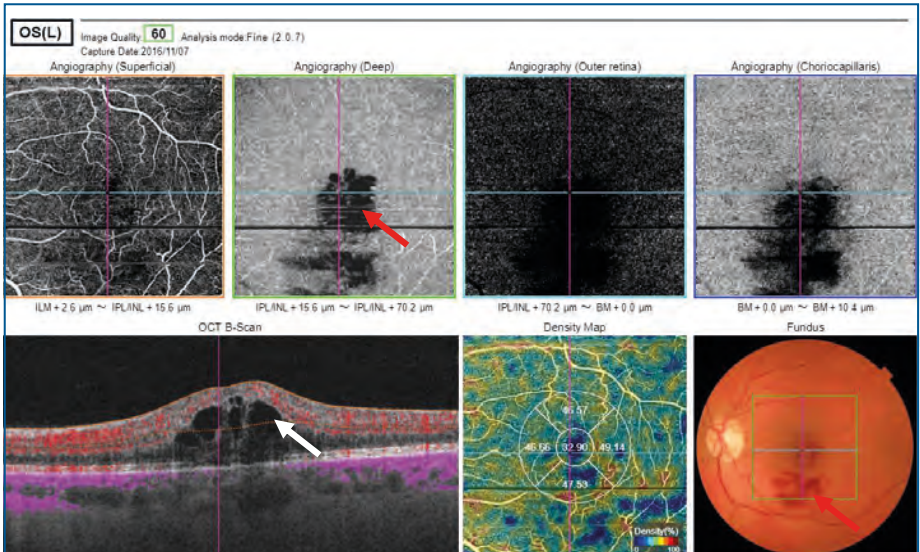 OS(L) Image Quality: 60 Analysis mode:Fine (2.0.7)
Capture Date:2016/11/07
Angiography (Superficial) Angiography (Deep) Angiography (Outer retina) Angiography (Choriocapillaris)
ILM + 2.6 µm ～ IPL/INL + 15.6 µm IPL/INL + 15.6 µm ～ IPL/INL + 70.2 µm IPL/INL + 70.2 µm ～ BM + 0.0 µm BM + 0.0 µm ～ BM + 10.4 µm
OCT B-Scan Density Map Fundus
46.57
46.66 32.90 49.14
47.53
Density(%)
0 100